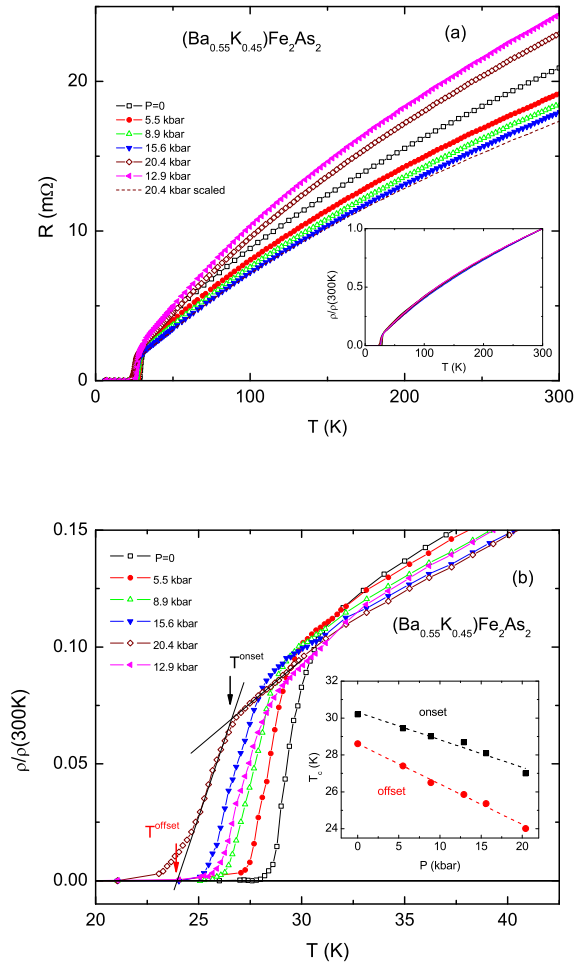 (Ba0.55K0.45)Fe2As2
(a)
P=0
5.5 kbar
8.9 kbar
15.6 kbar
20.4 kbar
12.9 kbar
20.4 kbar scaled
R (mΩ)
20
10
0
100
200
300
T (K)
ρ/ρ(300K)
1.0
0.5
0.0
0
100
200
300
T (K)
(b)
P=0
5.5 kbar
8.9 kbar
15.6 kbar
20.4 kbar
12.9 kbar
(Ba0.55K0.45)Fe2As2
Tonset
Toffset
ρ/ρ(300K)
0.15
0.10
0.05
0.00
20
25
30
35
40
T (K)
onset
offset
Tc (K)
32
30
28
26
24
0
5
10
15
20
P (kbar)